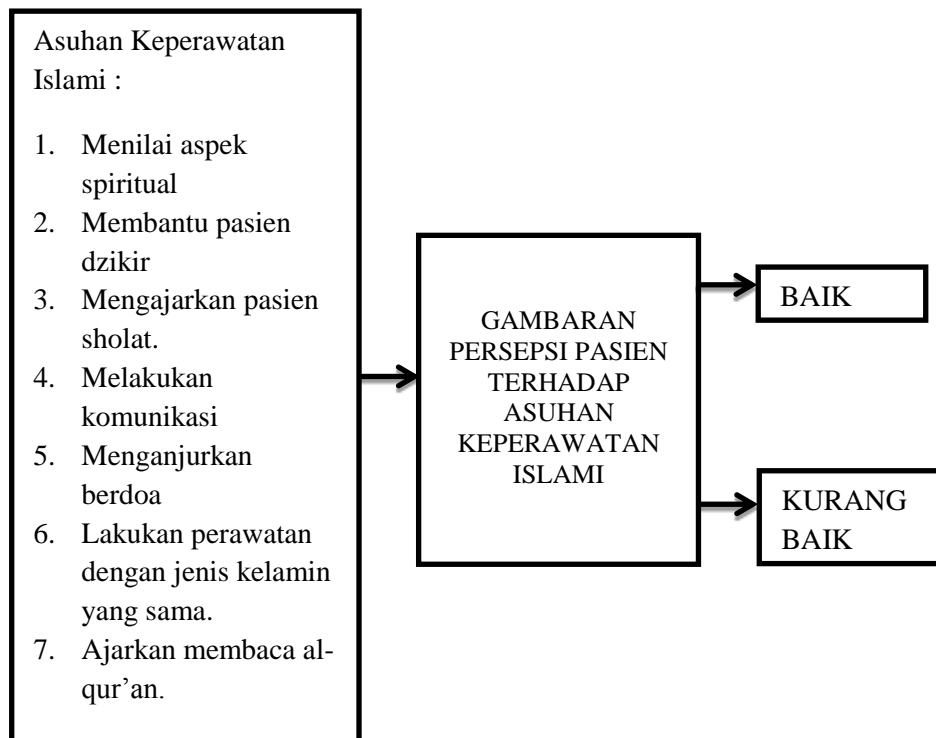 Asuhan Keperawatan
Islami :
1. Menilai aspek
spiritual
2. Membantu pasien
dzikir
3. Mengajarkan pasien
sholat.
4. Melakukan
komunikasi
5. Menganjurkan
berdoa
6. Lakukan perawatan
dengan jenis kelamin
yang sama.
7. Ajarkan membaca al-
qur’an.
GAMBARAN
PERSEPSI PASIEN
TERHADAP
ASUHAN
KEPERAWATAN
ISLAMI
BAIK
KURANG
BAIK